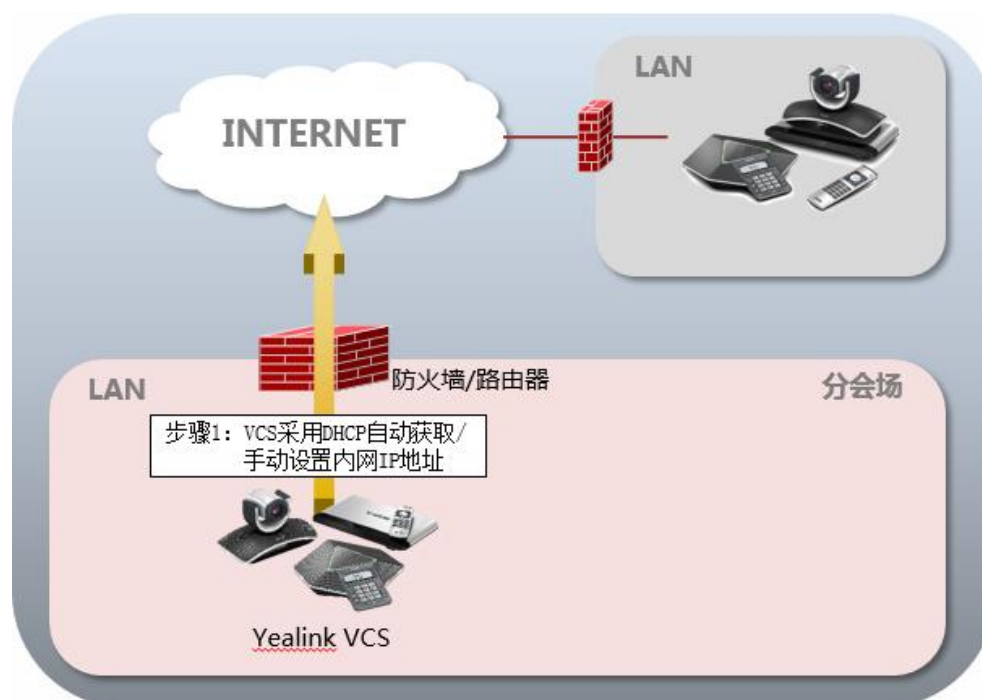 LAN
INTERNET
防火墙/路由器
LAN
分会场
步骤1: VCS采用DHCP自动获取/
手动设置内网IP地址
Yealink VCS